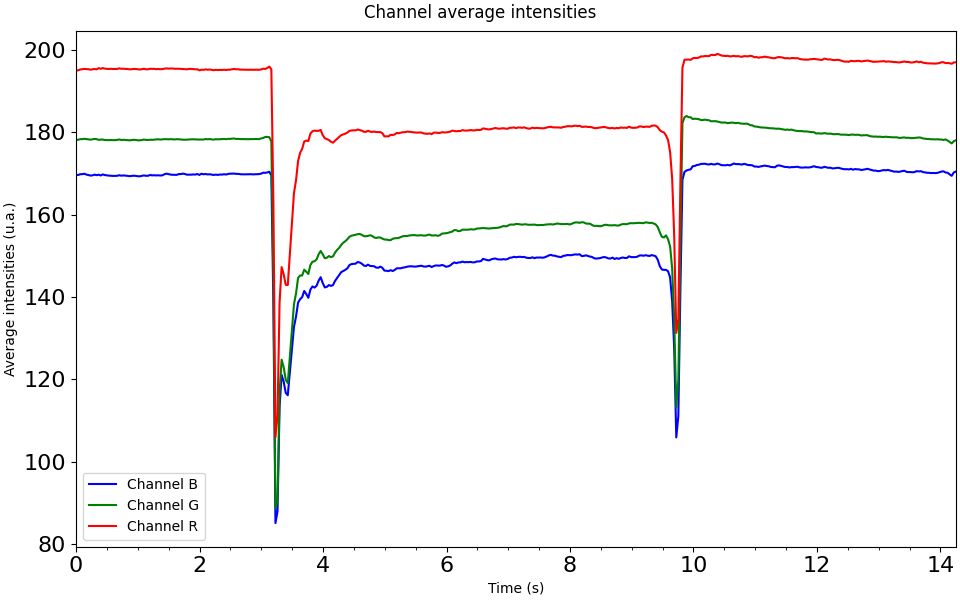 Channel average intensities
Average intensities (u.a.)
200
180
160
140
120
100
80
Channel B
Channel G
Channel R
0 2 4 6 8 10 12 14
Time (s)